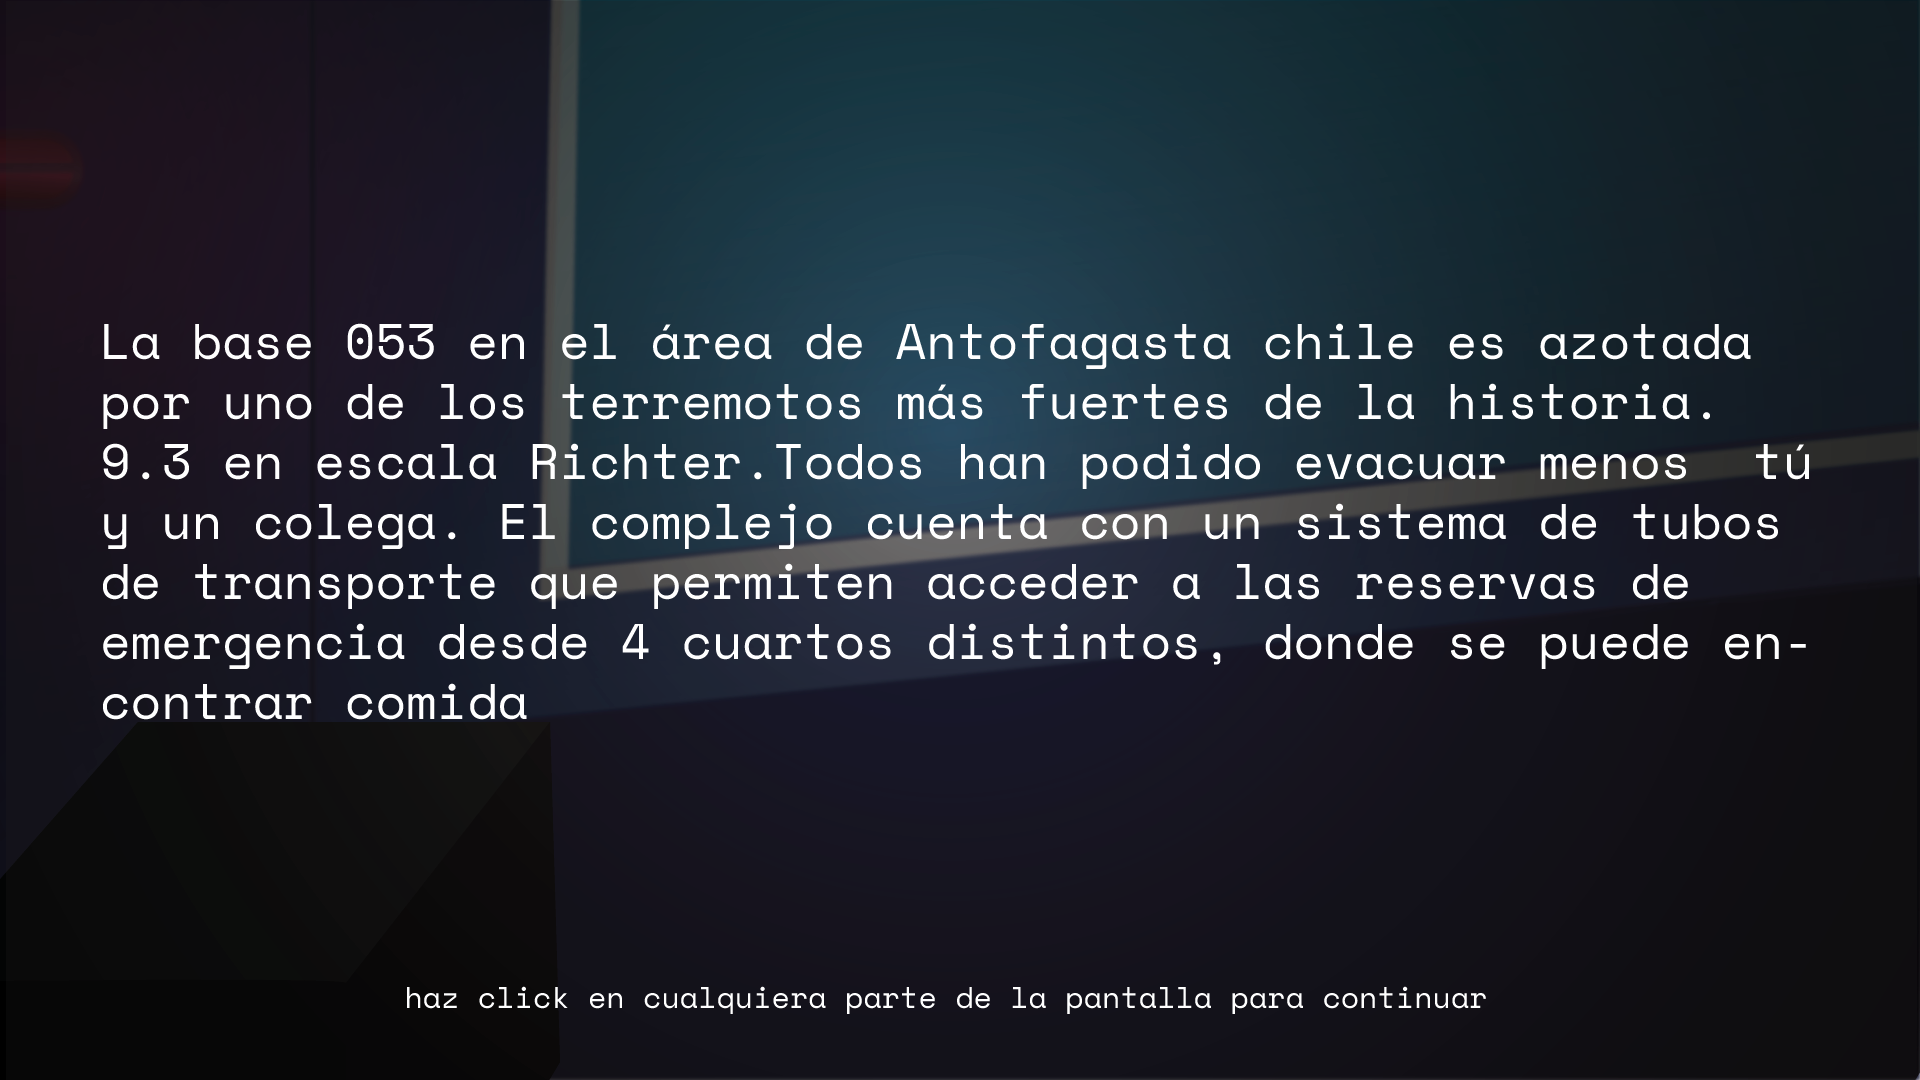 La base 053 en el área de Antofagasta chile es azotada
por uno de los terremotos más fuertes de la historia.
9.3 en escala Richter.Todos han podido evacuar menos  tú
y un colega. El complejo cuenta con un sistema de tubos
de transporte que permiten acceder a las reservas de
emergencia desde 4 cuartos distintos, donde se puede en-
contrar comida
haz click en cualquiera parte de la pantalla para continuar